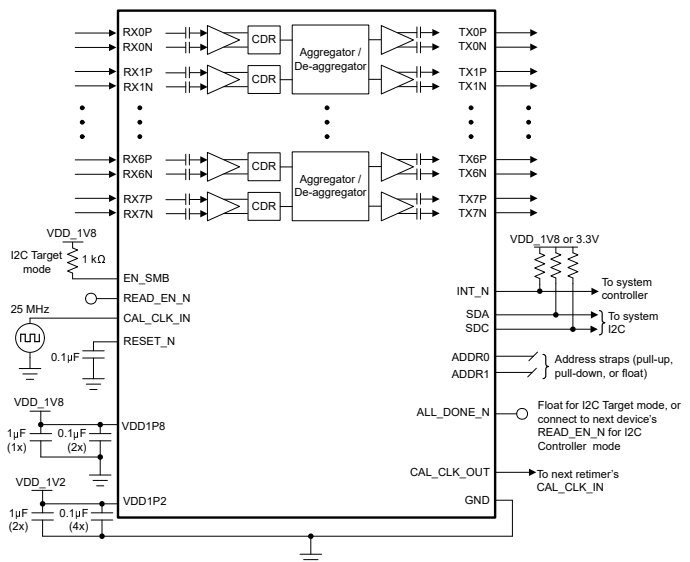 RX0P
RX0N
RX1P
RX1N
RX6P
RX6N
RX7P
RX7N
CDR
CDR
CDR
CDR
Aggregator /
De-aggregator
Aggregator /
De-aggregator
TX0P
TX0N
TX1P
TX1N
TX6P
TX6N
TX7P
TX7N
VDD_1V8
I2C Target
mode
1 kΩ
EN_SMB
READ_EN_N
25 MHz
CAL_CLK_IN
RESET_N
0.1μF
VDD_1V8
VDD1P8
1μF
(1x)
0.1μF
(2x)
VDD_1V2
VDD1P2
1μF
(2x)
0.1μF
(4x)
VDD_1V8 or 3.3V
INT_N
To system
controller
SDA
SDC
To system
I2C
ADDR0
ADDR1
Address straps (pull-up,
pull-down, or float)
ALL_DONE_N
Float for I2C Target mode, or
connect to next device's
READ_EN_N for I2C
Controller mode
CAL_CLK_OUT
To next retimer's
CAL_CLK_IN
GND